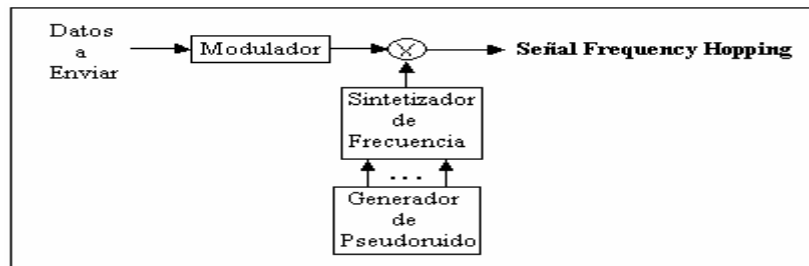 Datos
a
Enviar
Modulador
X
Señal Frequency Hopping
Sintetizador
de
Frecuencia
...
Generador
de
Pseudoruido